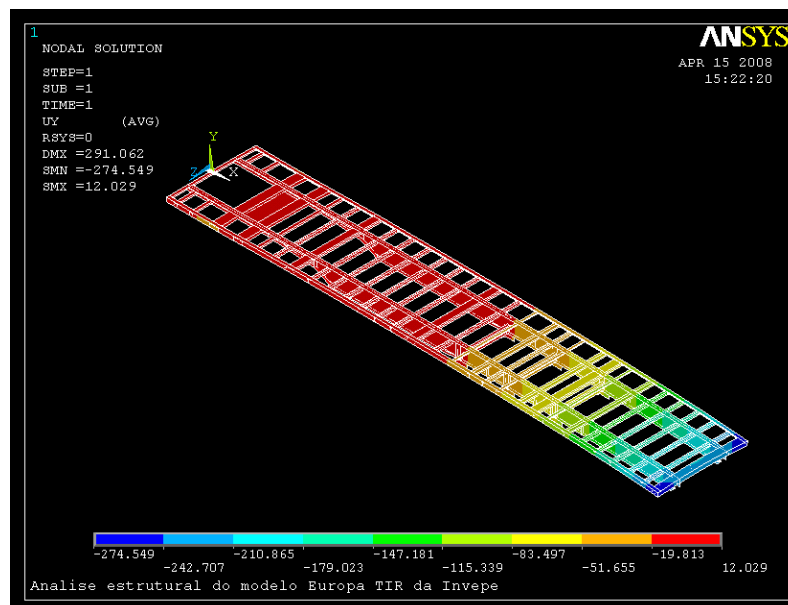 1
NODAL SOLUTION
STEP=1
SUB =1
TIME=1
UY (AVG)
RSYS=0
DMX =291.062
SMN =-274.549
SMX =12.029
ANSYS
APR 15 2008
15:22:20
Y
Z
X
-274.549 -210.865 -147.181 -83.497 -19.813
-242.707 -179.023 -115.339 -51.655 12.029
Analise estrutural do modelo Europa TIR da Invepe